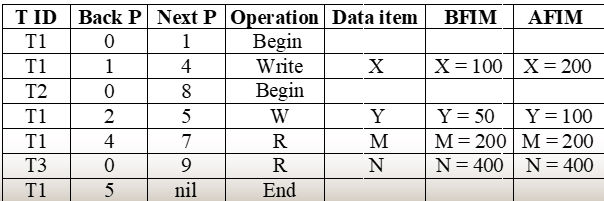 T ID Back P Next P Operation Data item BFIM AFIM
T1 0 1 Begin
T1 1 4 Write X X = 100 X = 200
T2 0 8 Begin
T1 2 5 W Y Y = 50 Y = 100
T1 4 7 R M M = 200 M = 200
T3 0 9 R N N = 400 N = 400
T1 5 nil End